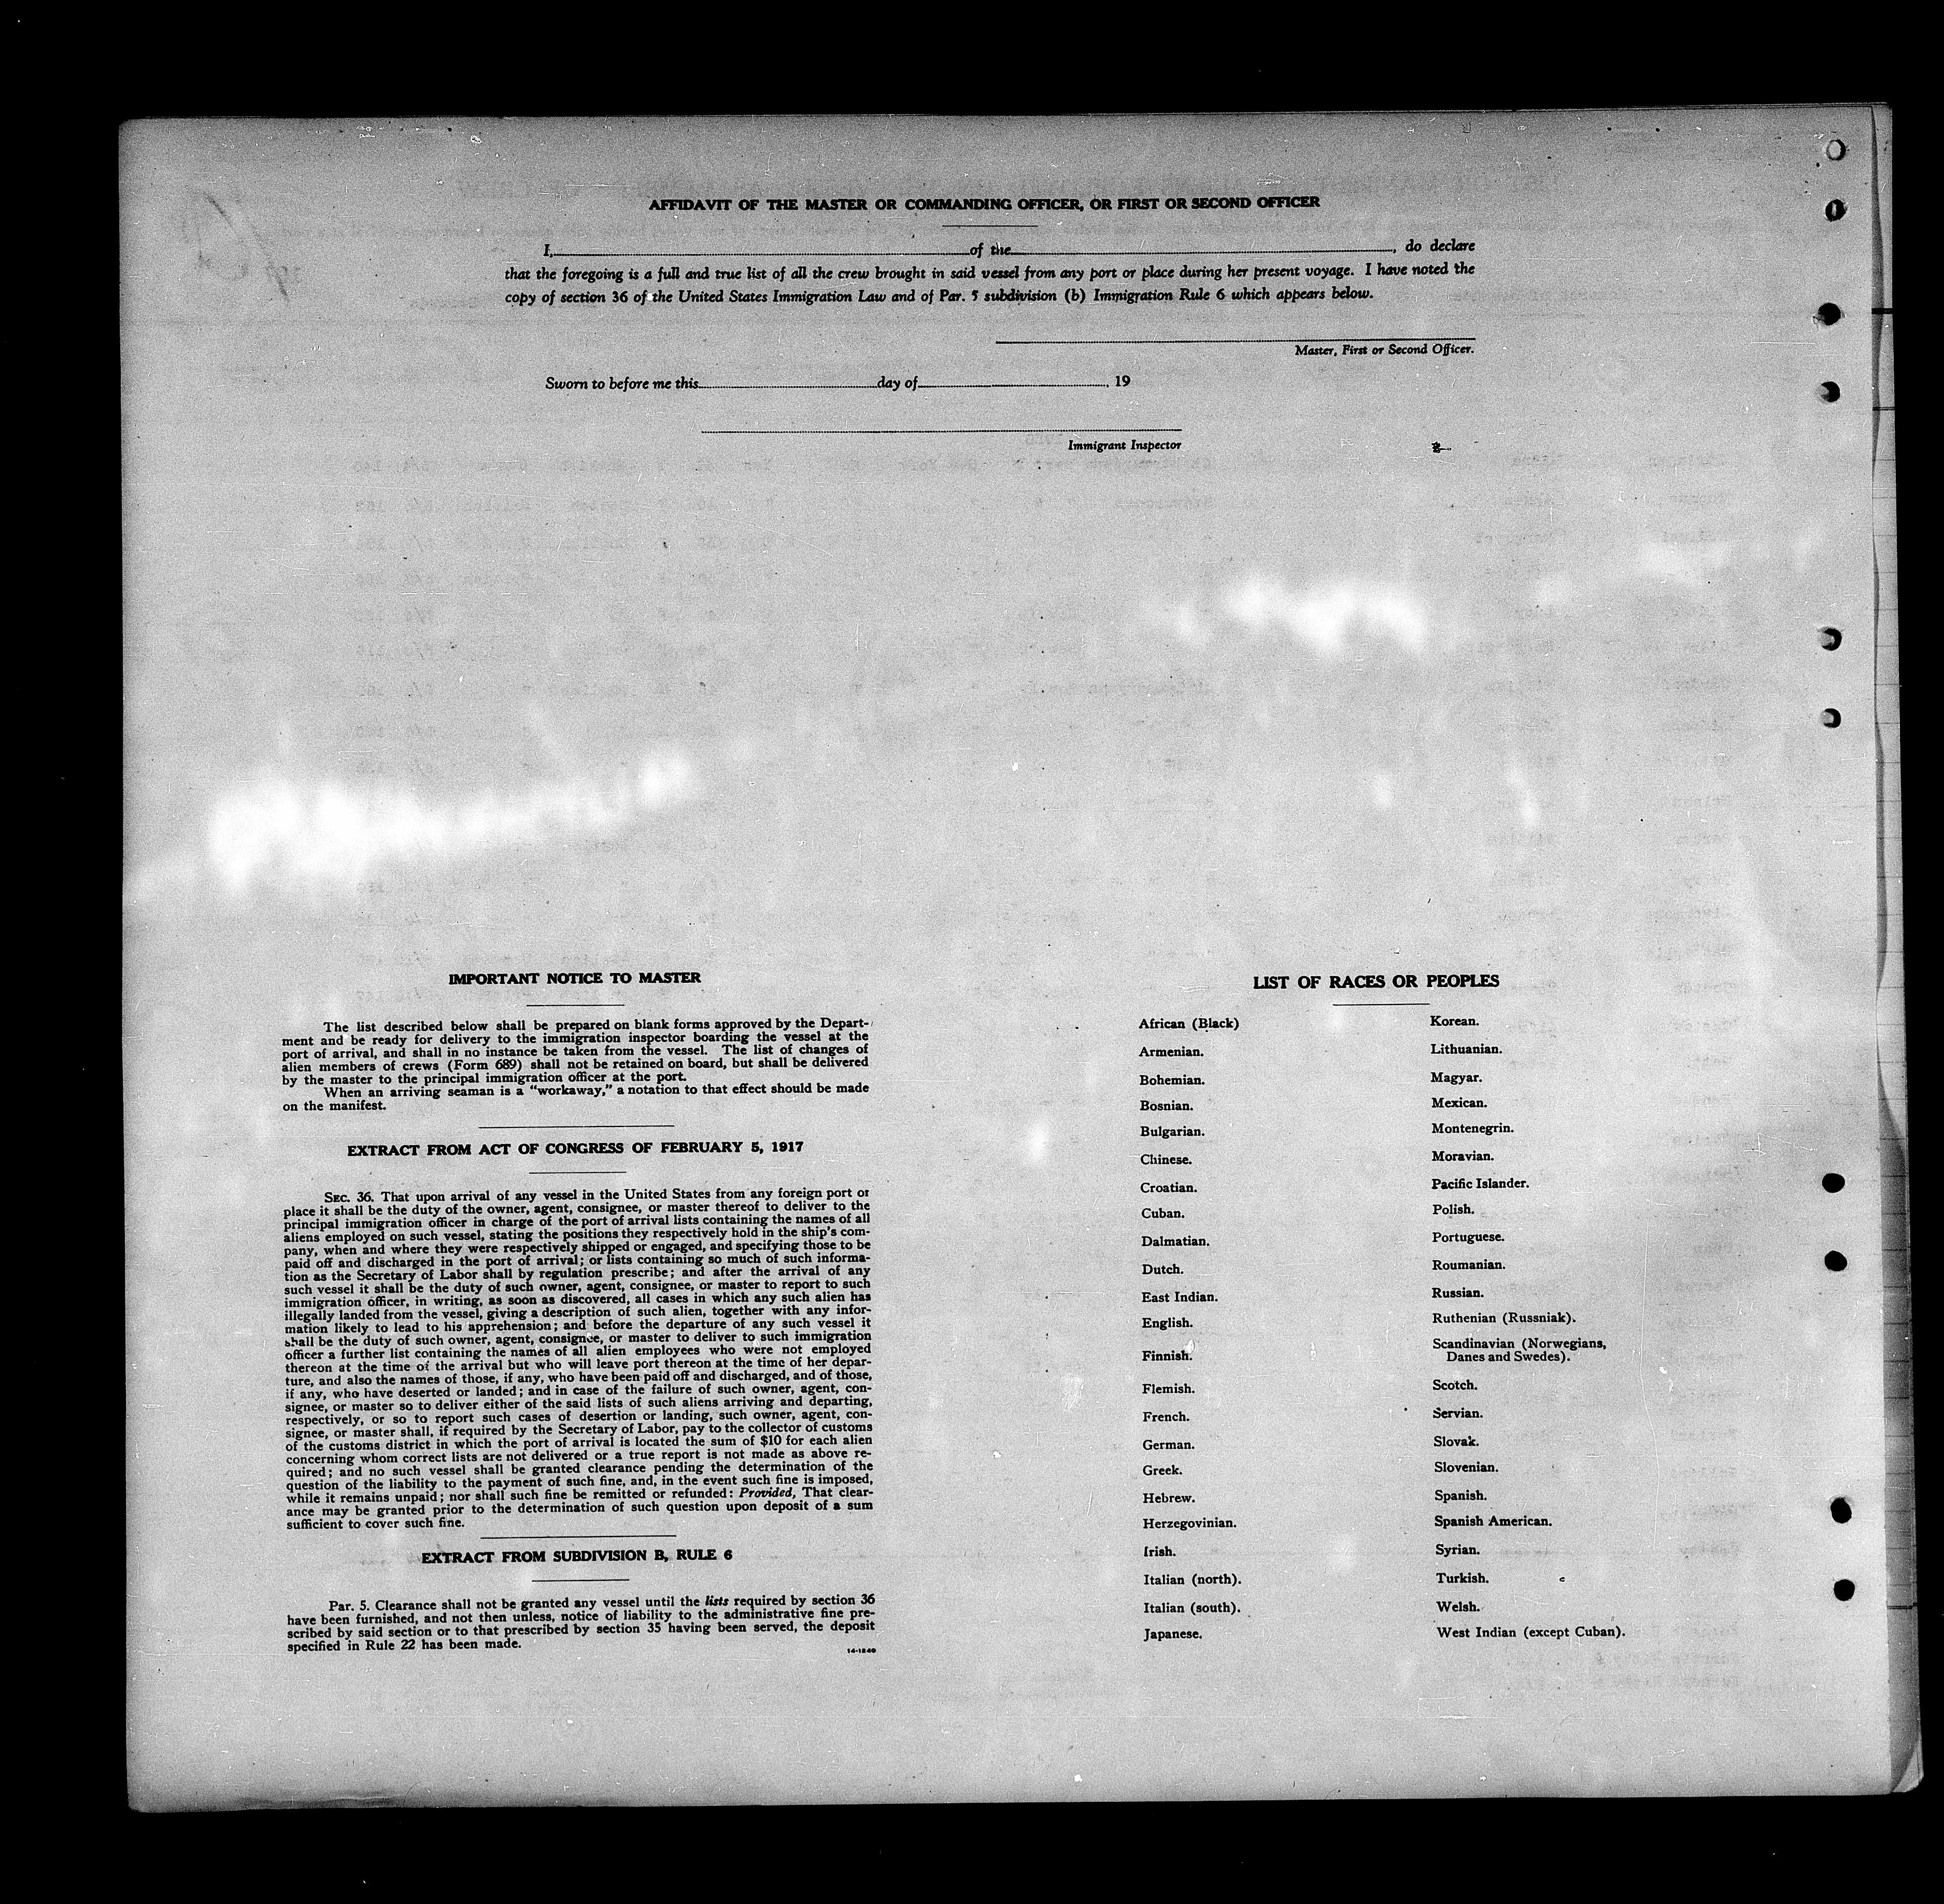 AFFIDAVIT OF THE MASTER OR COMMANDING OFFICER, OR FIRST OR SECOND OFFICER
I, of the , do declare
that the foregoing is a full and true list of all the crew brought in said vessel from any port or place during her present voyage. I have noted the
copy of section 36 of the United States Immigration Law and of Par. 5 subdivision (b) Immigration Rule 6 which appears below.
Master, First or Second Officer.
Sworn to before me this day of , 19
Immigrant Inspector
IMPORTANT NOTICE TO MASTER
The list described below shall be prepared on blank forms approved by the Depart-
ment and be ready for delivery to the immigration inspector boarding the vessel at the
port of arrival, and shall in no instance be taken from the vessel. The list of changes of
alien members of crews (Form 689) shall not be retained on board, but shall be delivered
by the master to the principal immigration officer at the port.
When an arriving seaman is a "workaway," a notation to that effect should be made
on the manifest.
EXTRACT FROM ACT OF CONGRESS OF FEBRUARY 5, 1917
SEC. 36. That upon arrival of any vessel in the United States from any foreign port or
place it shall be the duty of the owner, agent, consignee, or master thereof to deliver to the
principal immigration officer in charge of the port of arrival lists containing the names of all
aliens employed on such vessel, stating the positions they respectively hold in the ship's com-
pany, when and where they were respectively shipped or engaged, and specifying those to be
paid off and discharged in the port of arrival; or lists containing so much of such informa-
tion as the Secretary of Labor shall by regulation prescribe; and after the arrival of any
such vessel it shall be the duty of such owner, agent, consignee, or master to report to such
immigration officer, in writing, as soon as discovered, all cases in which any such alien has
illegally landed from the vessel, giving a description of such alien, together with any infor-
mation likely to lead to his apprehension; and before the departure of any such vessel it
shall be the duty of such owner, agent, consignee, or master to deliver to such immigration
officer a further list containing the names of all alien employees who were not employed
thereon at the time of the arrival but who will leave port thereon at the time of her depar-
ture, and also the names of those, if any, who have been paid off and discharged, and of those,
if any, who have deserted or landed; and in case of the failure of such owner, agent, con-
signee, or master so to deliver either of the said lists of such aliens arriving and departing,
respectively, or so to report such cases of desertion or landing, such owner, agent, con-
signee, or master shall, if required by the Secretary of Labor, pay to the collector of customs
of the customs district in which the port of arrival is located the sum of $10 for each alien
concerning whom correct lists are not delivered or a true report is not made as above re-
quired; and no such vessel shall be granted clearance pending the determination of the
question of the liability to the payment of such fine, and, in the event such fine is imposed,
while it remains unpaid; nor shall such fine be remitted or refunded: Provided, That clear-
ance may be granted prior to the determination of such question upon deposit of a sum
sufficient to cover such fine.
EXTRACT FROM SUBDIVISION B, RULE 6
Par. 5. Clearance shall not be granted any vessel until the lists required by section 36
have been furnished, and not then unless, notice of liability to the administrative fine pre-
scribed by said section or to that prescribed by section 35 having been served, the deposit
specified in Rule 22 has been made.
14-1240
LIST OF RACES OR PEOPLES
African (Black)
Armenian.
Bohemian.
Bosnian.
Bulgarian.
Chinese.
Croatian.
Cuban.
Dalmatian.
Dutch.
East Indian.
English.
Finnish.
Flemish.
French.
German.
Greek.
Hebrew.
Herzegovinian.
Irish.
Italian (north).
Italian (south).
Japanese.
Korean.
Lithuanian.
Magyar.
Mexican.
Montenegrin.
Moravian.
Pacific Islander.
Polish.
Portuguese.
Roumanian.
Russian.
Ruthenian (Russniak).
Scandinavian (Norwegians,
Danes and Swedes).
Scotch.
Servian.
Slovak.
Slovenian.
Spanish.
Spanish American.
Syrian.
Turkish.
Welsh.
West Indian (except Cuban).